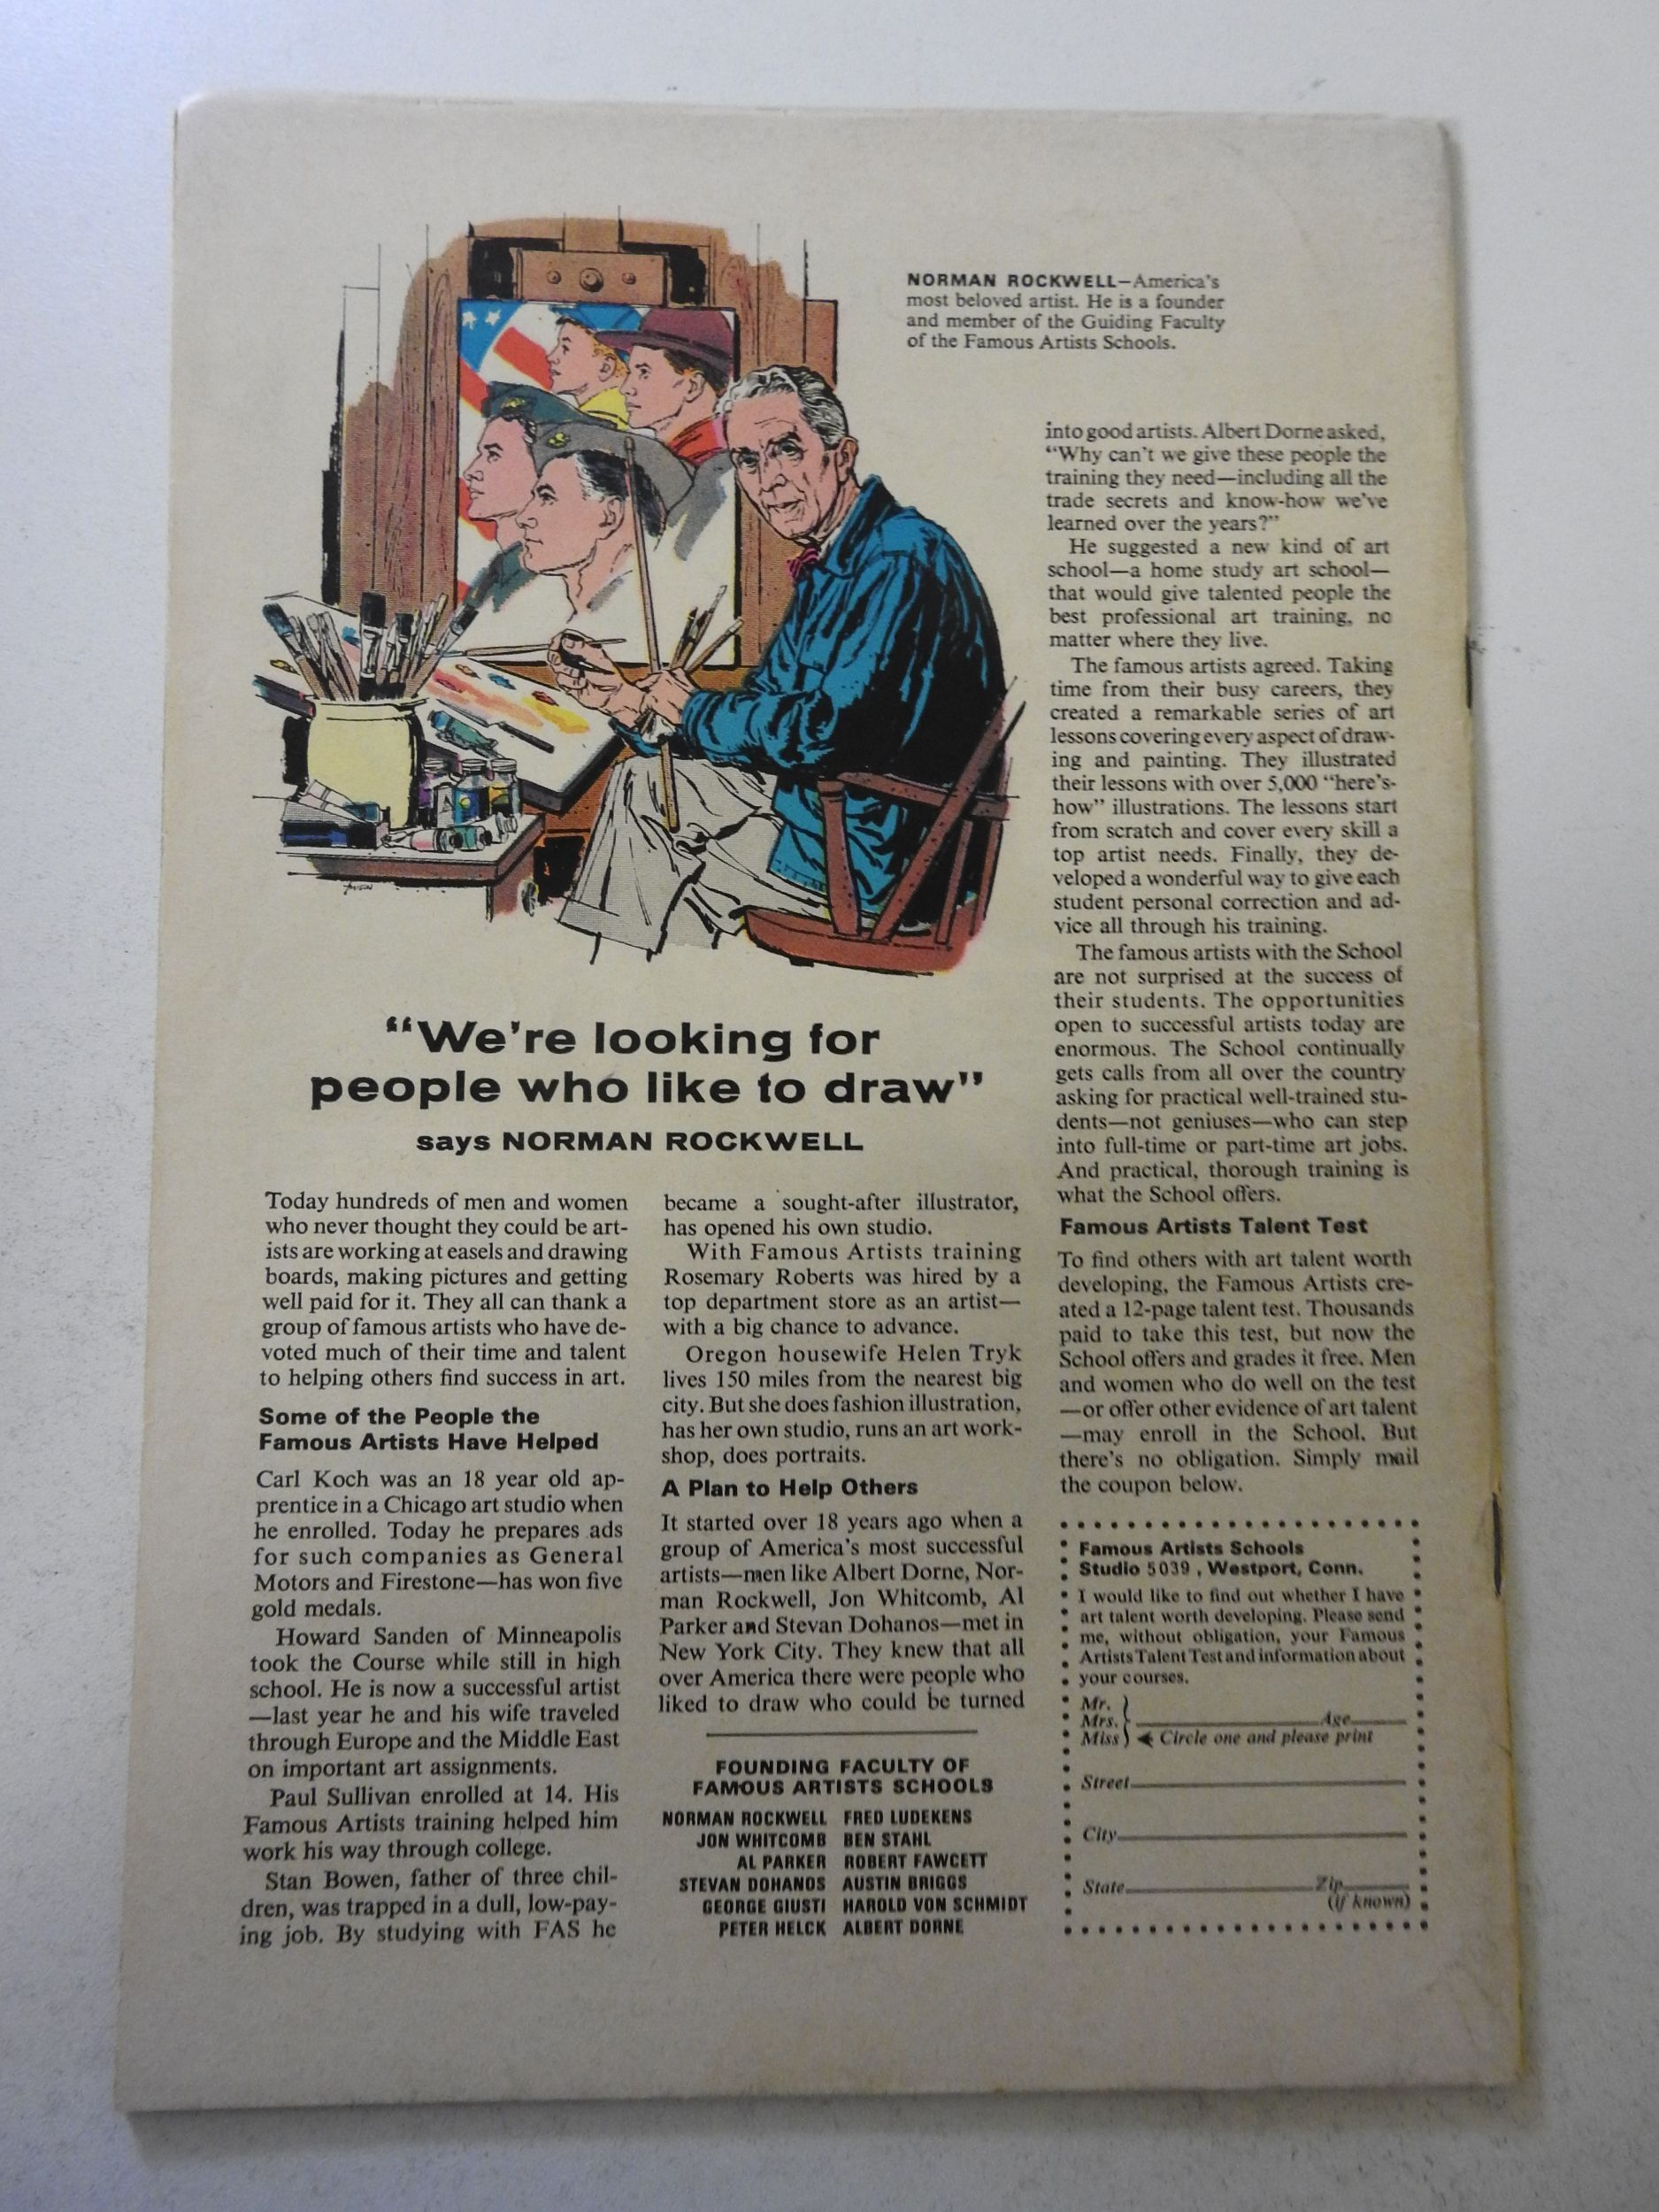 NORMAN ROCKWELL—America's
most beloved artist. He is a founder
and member of the Guiding Faculty
of the Famous Artists Schools.
"We're looking for
people who like to draw"
says NORMAN ROCKWELL
Today hundreds of men and women
who never thought they could be art-
ists are working at easels and drawing
boards, making pictures and getting
well paid for it. They all can thank a
group of famous artists who have de-
voted much of their time and talent
to helping others find success in art.
Some of the People the
Famous Artists Have Helped
Carl Koch was an 18 year old ap-
prentice in a Chicago art studio when
he enrolled. Today he prepares ads
for such companies as General
Motors and Firestone—has won five
gold medals.
Howard Sanden of Minneapolis
took the Course while still in high
school. He is now a successful artist
—last year he and his wife traveled
through Europe and the Middle East
on important art assignments.
Paul Sullivan enrolled at 14. His
Famous Artists training helped him
work his way through college.
Stan Bowen, father of three chil-
dren, was trapped in a dull, low-pay-
ing job. By studying with FAS he
became a sought-after illustrator,
has opened his own studio.
With Famous Artists training
Rosemary Roberts was hired by a
top department store as an artist—
with a big chance to advance.
Oregon housewife Helen Tryk
lives 150 miles from the nearest big
city. But she does fashion illustration,
has her own studio, runs an art work-
shop, does portraits.
A Plan to Help Others
It started over 18 years ago when a
group of America's most successful
artists—men like Albert Dorne, Nor-
man Rockwell, Jon Whitcomb, Al
Parker and Stevan Dohanos—met in
New York City. They knew that all
over America there were people who
liked to draw who could be turned
into good artists. Albert Dorne asked,
"Why can't we give these people the
training they need—including all the
trade secrets and know-how we've
learned over the years?"
He suggested a new kind of art
school—a home study art school—
that would give talented people the
best professional art training, no
matter where they live.
The famous artists agreed. Taking
time from their busy careers, they
created a remarkable series of art
lessons covering every aspect of draw-
ing and painting. They illustrated
their lessons with over 5,000 "here's-
how" illustrations. The lessons start
from scratch and cover every skill a
top artist needs. Finally, they de-
veloped a wonderful way to give each
student personal correction and ad-
vice all through his training.
The famous artists with the School
are not surprised at the success of
their students. The opportunities
open to successful artists today are
enormous. The School continually
gets calls from all over the country
asking for practical well-trained stu-
dents—not geniuses—who can step
into full-time or part-time art jobs.
And practical, thorough training is
what the School offers.
Famous Artists Talent Test
To find others with art talent worth
developing, the Famous Artists cre-
ated a 12-page talent test. Thousands
paid to take this test, but now the
School offers and grades it free. Men
and women who do well on the test
—or offer other evidence of art talent
—may enroll in the School. But
there's no obligation. Simply mail
the coupon below.
FOUNDING FACULTY OF
FAMOUS ARTISTS SCHOOLS
NORMAN ROCKWELL FRED LUDEKENS
JON WHITCOMB BEN STAHL
AL PARKER ROBERT FAWCETT
STEVAN DOHANOS AUSTIN BRIGGS
GEORGE GIUSTI HAROLD VON SCHMIDT
PETER HELCK ALBERT DORNE
Famous Artists Schools
Studio 5039 , Westport, Conn.
I would like to find out whether I have
art talent worth developing. Please send
me, without obligation, your Famous
Artists Talent Test and information about
your courses.
Mr.
Mrs. Age
Miss Circle one and please print
Street
City
State Zip
(if known)